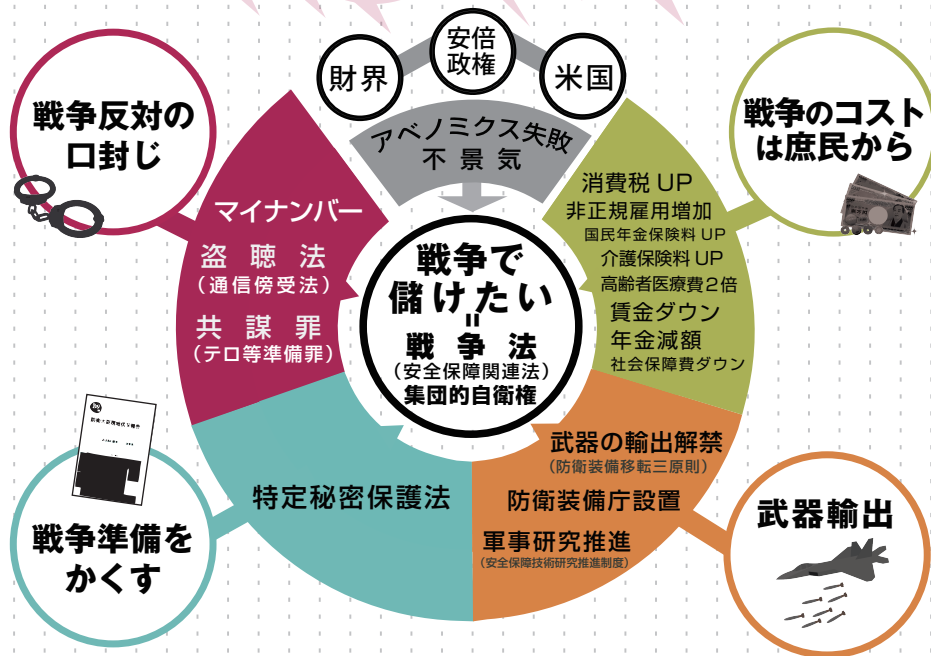 財界
安倍
政権
米国
アベノミクス失敗
不景気
戦争反対の
口封じ
マイナンバー
盗聴法
（通信傍受法）
共謀罪
（テロ等準備罪）
戦争のコスト
は庶民から
消費税 UP
非正規雇用増加
国民年金保険料 UP
介護保険料 UP
高齢者医療費2倍
賃金ダウン
年金減額
社会保障費ダウン
戦争で
儲けたい
=
戦争法
（安全保障関連法）
集団的自衛権
戦争準備を
かくす
特定秘密保護法
武器の輸出解禁
（防衛装備移転三原則）
防衛装備庁設置
軍事研究推進
（安全保障技術研究推進制度）
武器輸出